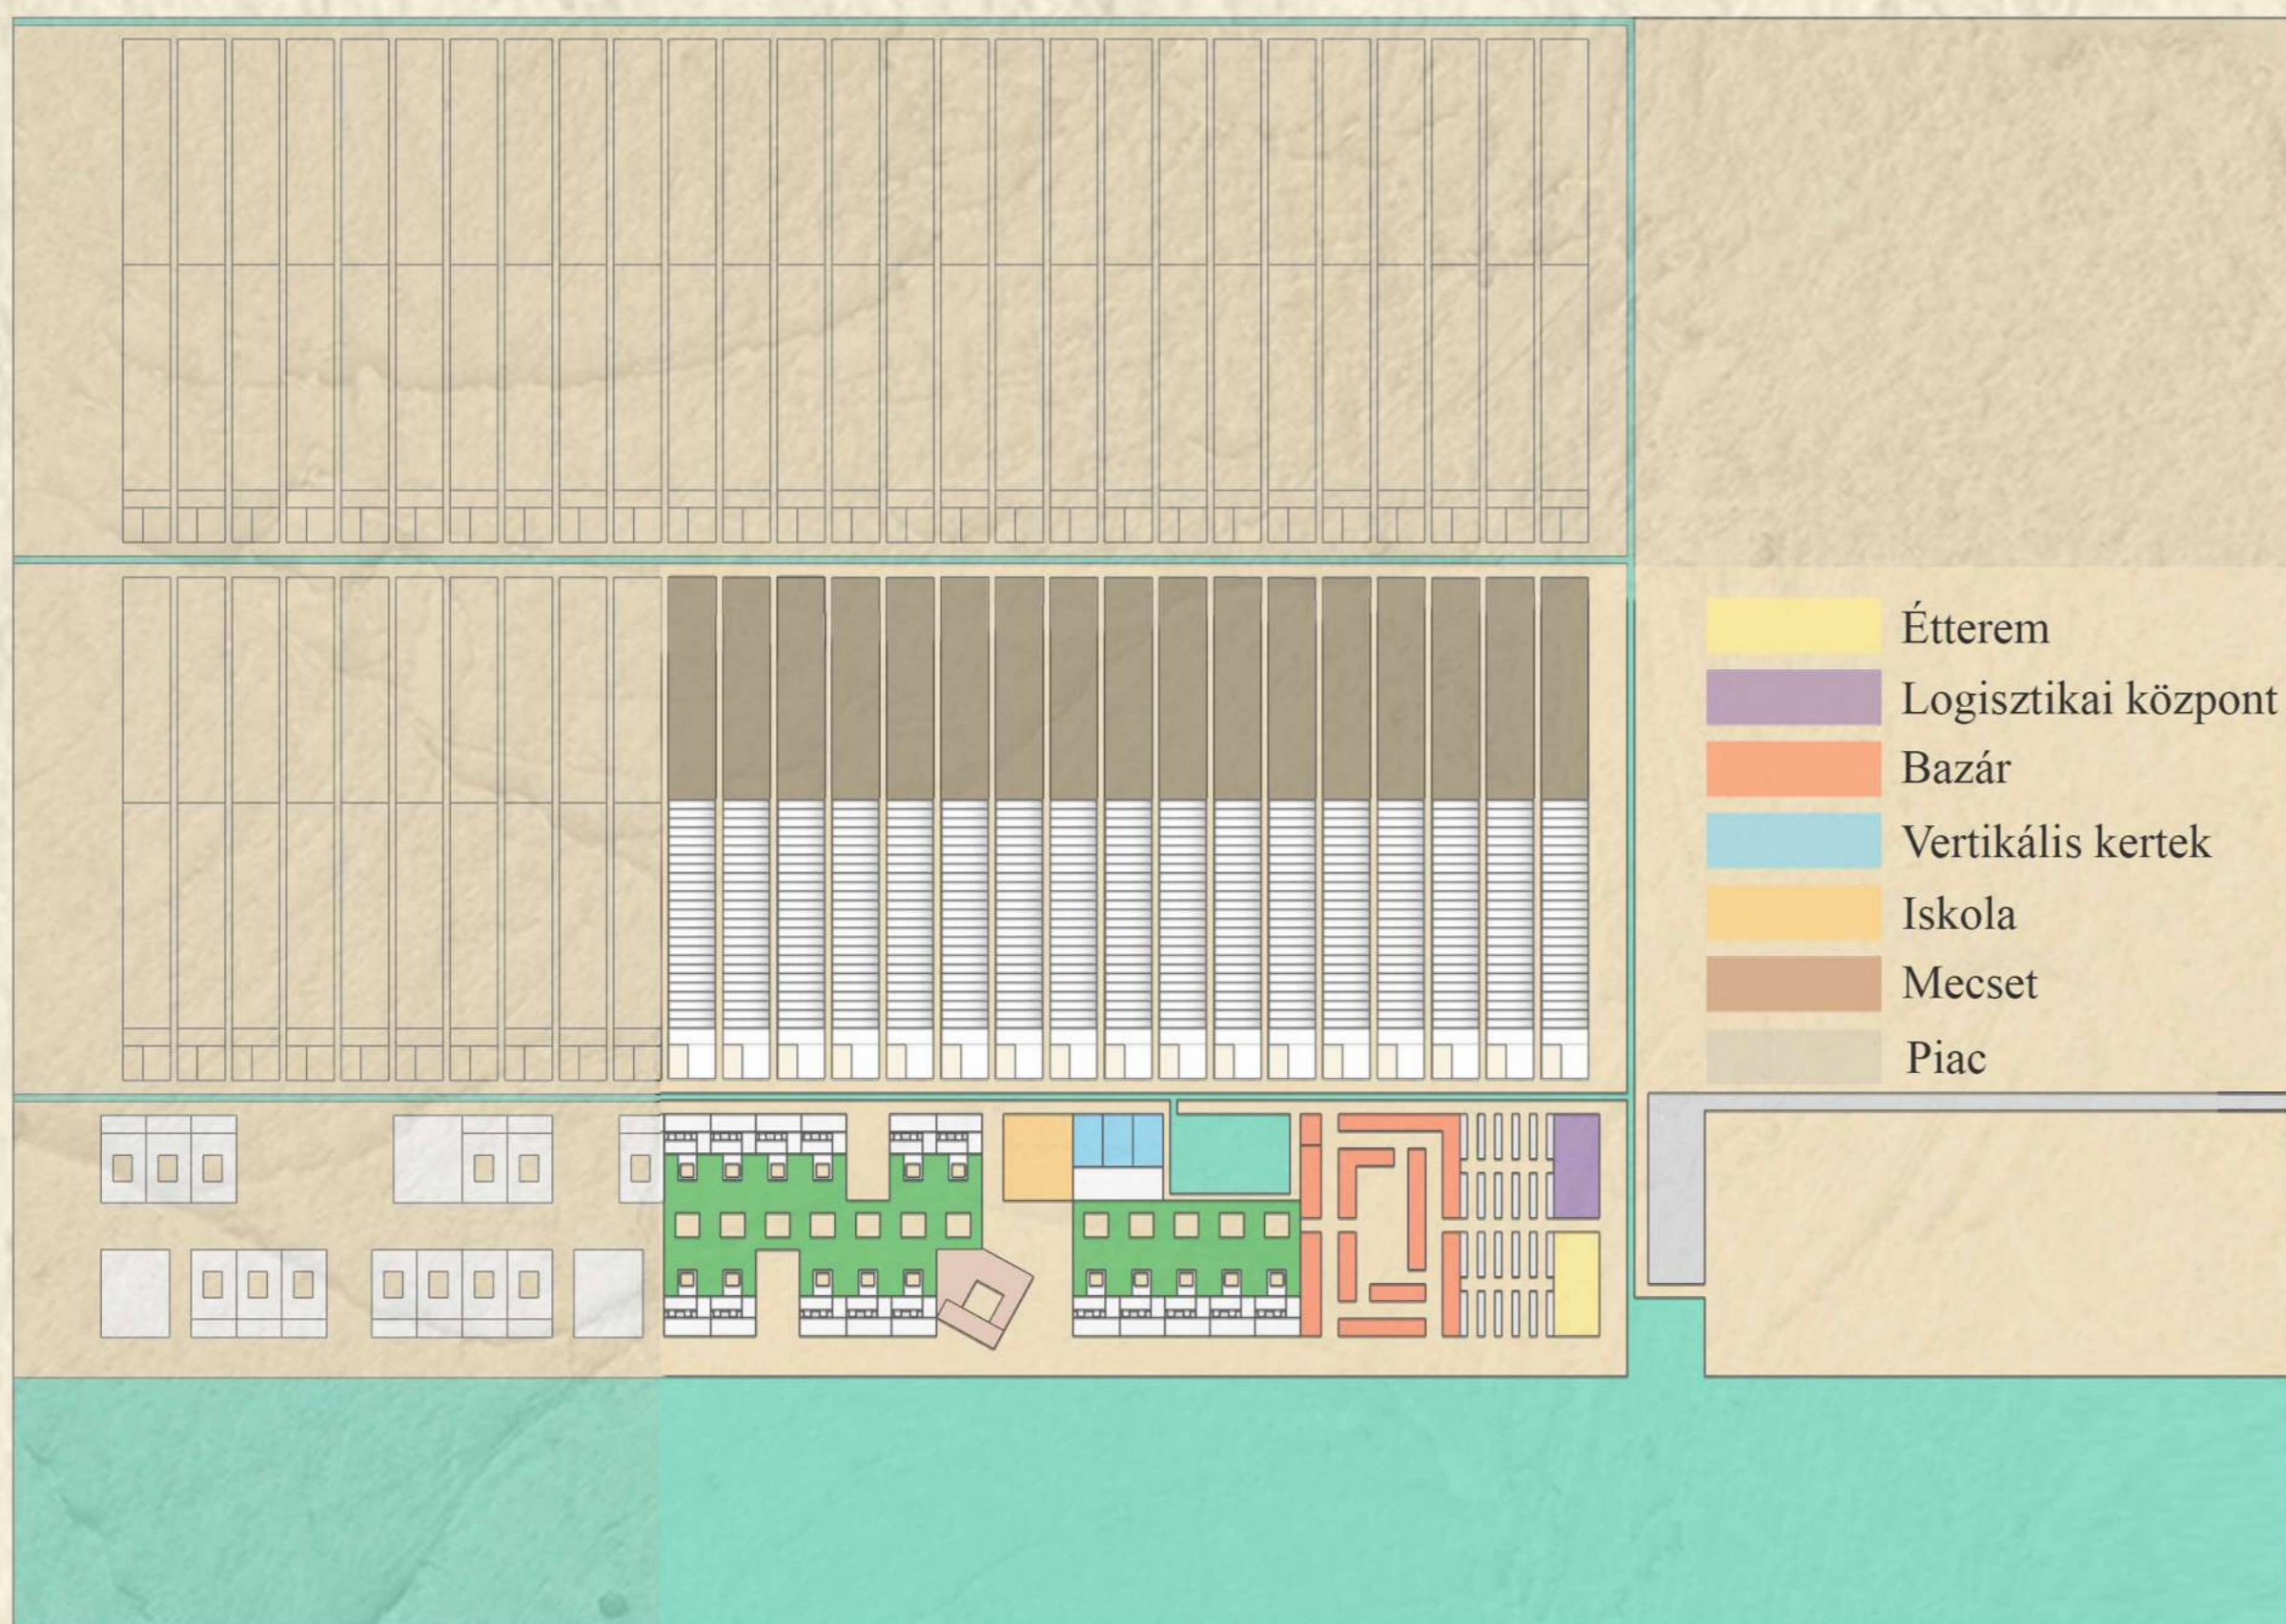 Étterem
Logisztikai központ
Bazár
Vertikális kertek
Iskola
Mecset
Piac